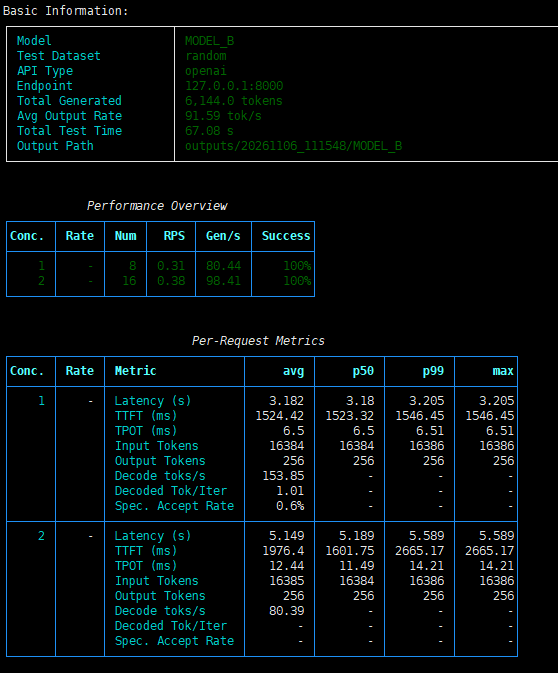 Basic Information:
Model MODEL_B
Test Dataset random
API Type openai
Endpoint 127.0.0.1:8000
Total Generated 6,144.0 tokens
Avg Output Rate 91.59 tok/s
Total Test Time 67.08 s
Output Path outputs/20261106_111548/MODEL_B
Performance Overview
Conc. Rate Num RPS Gen/s Success
1 - 8 0.31 80.44 100%
2 - 16 0.38 98.41 100%
Per-Request Metrics
Conc. Rate Metric avg p50 p99 max
1 - Latency (s) 3.182 3.18 3.205 3.205
TTFT (ms) 1524.42 1523.32 1546.45 1546.45
TPOT (ms) 6.5 6.5 6.51 6.51
Input Tokens 16384 16384 16386 16386
Output Tokens 256 256 256 256
Decode toks/s 153.85 - - -
Decoded Tok/Iter 1.01 - - -
Spec. Accept Rate 0.6% - - -
2 - Latency (s) 5.149 5.189 5.589 5.589
TTFT (ms) 1976.4 1601.75 2665.17 2665.17
TPOT (ms) 12.44 11.49 14.21 14.21
Input Tokens 16385 16384 16386 16386
Output Tokens 256 256 256 256
Decode toks/s 80.39 - - -
Decoded Tok/Iter - - - -
Spec. Accept Rate - - - -